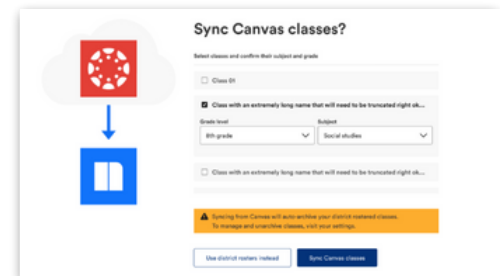 Sync Canvas classes?
Select classes and confirm their subject and grade
Class 01
Class with an extremely long name that will need to be truncated right ok...
Grade level
Subject
8th grade
Social studies
Class with an extremely long name that will need to be truncated right ok...
Syncing from Canvas will auto-archive your district rostered classes.
To manage and unarchive classes, visit your settings.
Use district rosters instead
Sync Canvas classes